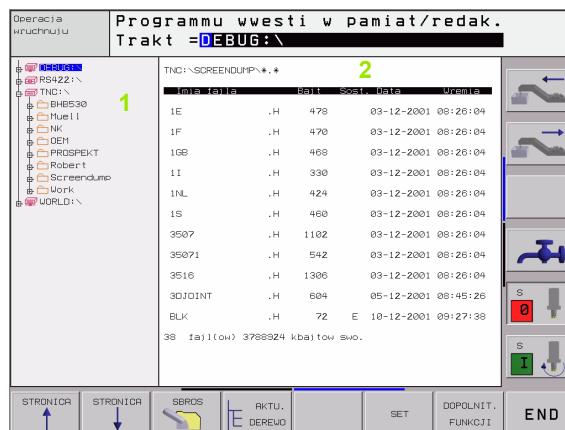 Operacja
wruchnuju
Programmu wwesti w pamiat/redak.
Trakt =DEBUG:\
DEBUG:\
RS422:\
TNC:\
BHB530
Muell
NK
OEM
PROSPEKT
Robert
Screendump
Work
WORLD:\
1
TNC:\SCREENDUMP\*.*
2
Imia fajla Bajt Sost. Data Wremia
1E .H 478 03-12-2001 08:26:04
1F .H 470 03-12-2001 08:26:04
1GB .H 468 03-12-2001 08:26:04
1I .H 330 03-12-2001 08:26:04
1NL .H 424 03-12-2001 08:26:04
1S .H 460 03-12-2001 08:26:04
3507 .H 1102 03-12-2001 08:26:04
35071 .H 542 03-12-2001 08:26:04
3516 .H 1306 03-12-2001 08:26:04
3DJOINT .H 604 05-12-2001 08:45:26
BLK .H 72 E 10-12-2001 09:27:38
38 fajl(ow) 3788924 kbajtow swo.
S
0
S
I
STRONICA
STRONICA
SBROS
AKTU.
DEREWO
SET
DOPOLNIT.
FUNKCJI
END